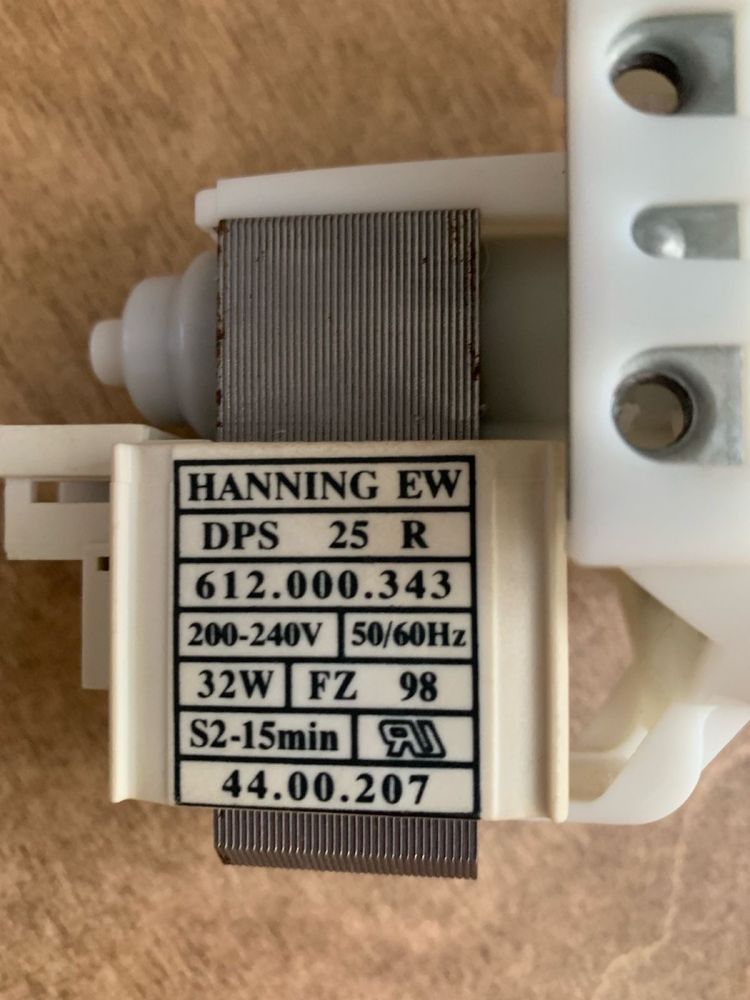 HANNING EW
DPS 25 R
612.000.343
200-240V 50/60Hz
32W FZ 98
S2-15min RU
44.00.207